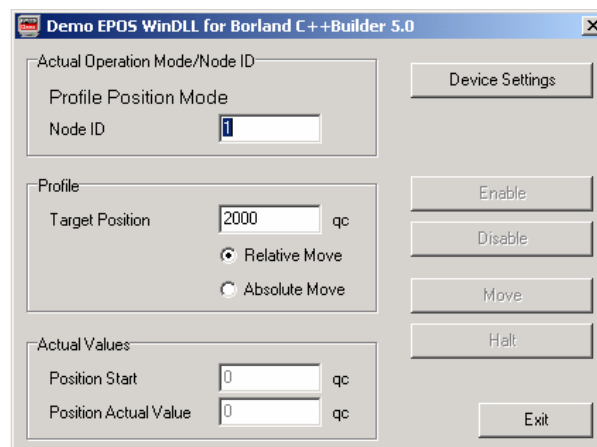 Demo EPOS WinDLL for Borland C++Builder 5.0
Actual Operation Mode/Node ID
Profile Position Mode
Node ID 1
Device Settings
Profile
Target Position 2000 qc
Relative Move
Absolute Move
Enable
Disable
Move
Halt
Actual Values
Position Start 0 qc
Position Actual Value 0 qc
Exit